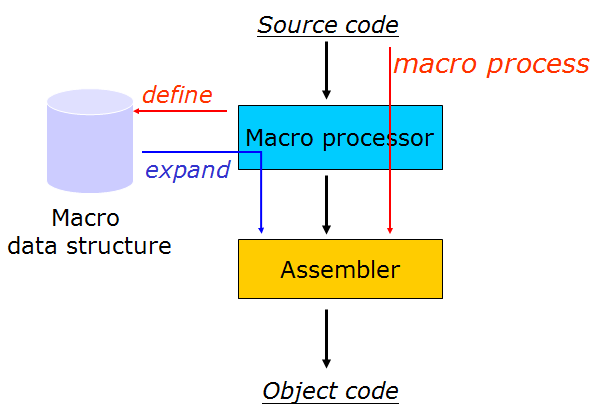 Source code
macro process
define
Macro processor
expand
Macro
data structure
Assembler
Object code